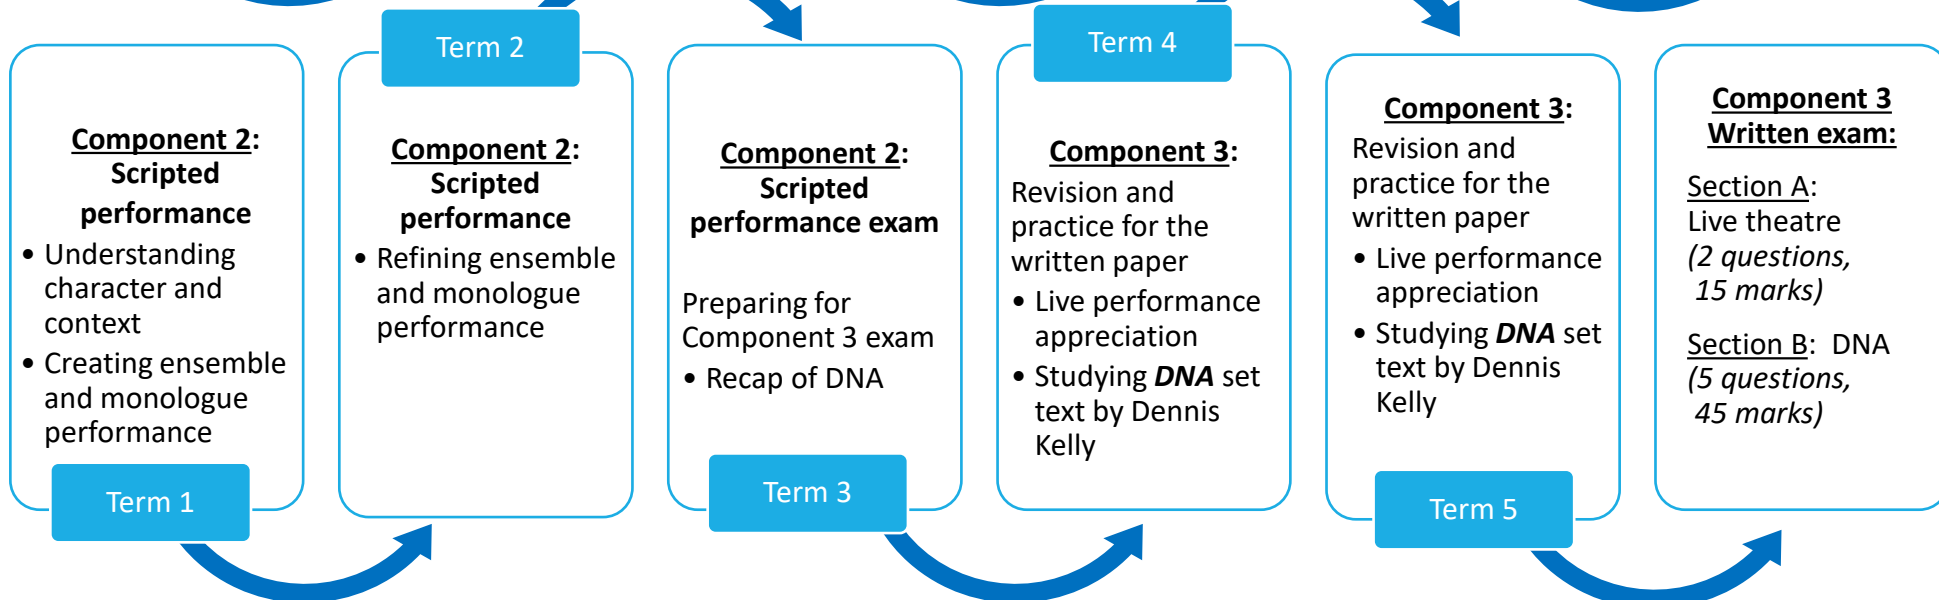 Component 2:
Scripted
performance
• Understanding
character and
context
• Creating ensemble
and monologue
performance
Term 1
Term 2
Component 2:
Scripted
performance
• Refining ensemble
and monologue
performance
Component 2:
Scripted
performance exam
Preparing for
Component 3 exam
• Recap of DNA
Term 3
Term 4
Component 3:
Revision and
practice for the
written paper
• Live performance
appreciation
• Studying DNA set
text by Dennis
Kelly
Component 3:
Revision and
practice for the
written paper
• Live performance
appreciation
• Studying DNA set
text by Dennis
Kelly
Term 5
Component 3
Written exam:
Section A:
Live theatre
(2 questions,
15 marks)
Section B: DNA
(5 questions,
45 marks)